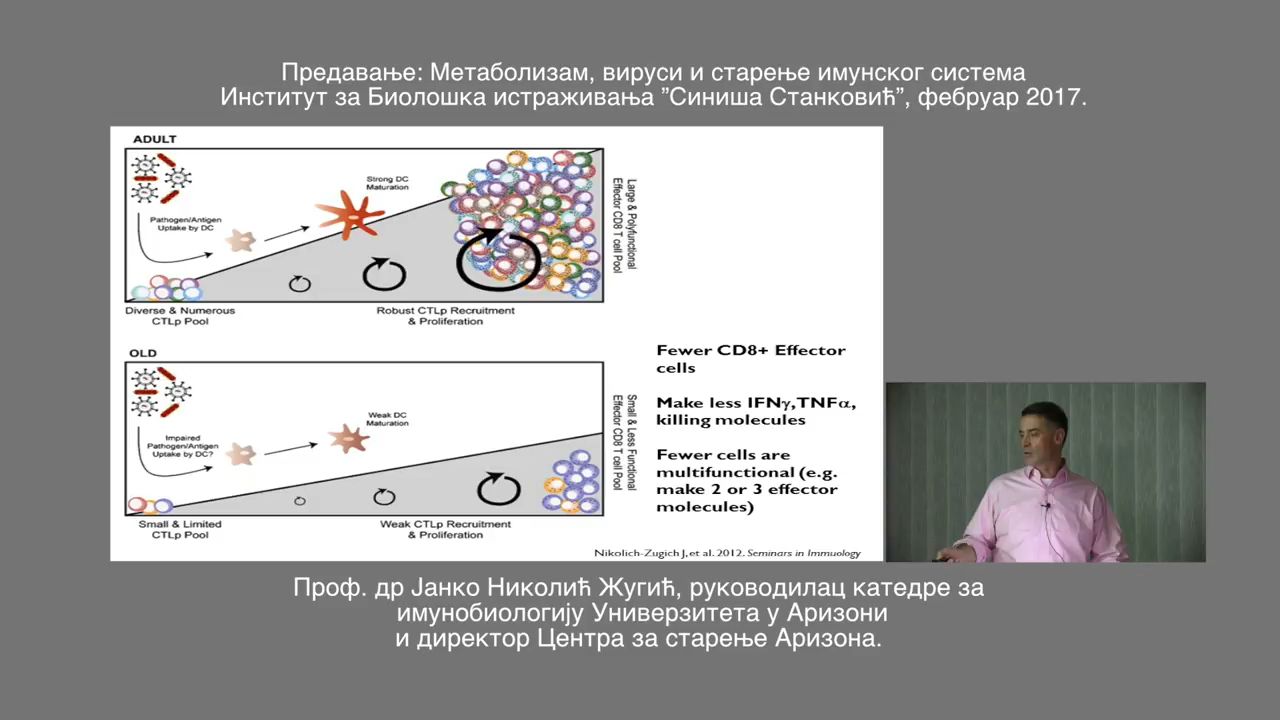 Предавање: Метаболизам, вируси и старење имунског система
Институт за Биолошка истраживања ”Синиша Станковић”, фебруар 2017.
ADULT
Strong DC
Maturation
Pathogen/Antigen
Uptake by DC
Large & Polyfunctional
Effector CD8 T cell Pool
Diverse & Numerous
CTLp Pool
Robust CTLp Recruitment
& Proliferation
OLD
Weak DC
Maturation
Impaired
Pathogen/Antigen
Uptake by DC?
Small & Less Functional
Effector CD8 T cell Pool
Small & Limited
CTLp Pool
Weak CTLp Recruitment
& Proliferation
Fewer CD8+ Effector
cells
Make less IFNγ,TNFα,
killing molecules
Fewer cells are
multifunctional (e.g.
make 2 or 3 effector
molecules)
Nikolich-Zugich J, et al. 2012. Seminars in Immuology
Проф. др Јанко Николић Жугић, руководилац катедре за
имунобиологију Универзитета у Аризони
и директор Центра за старење Аризона.